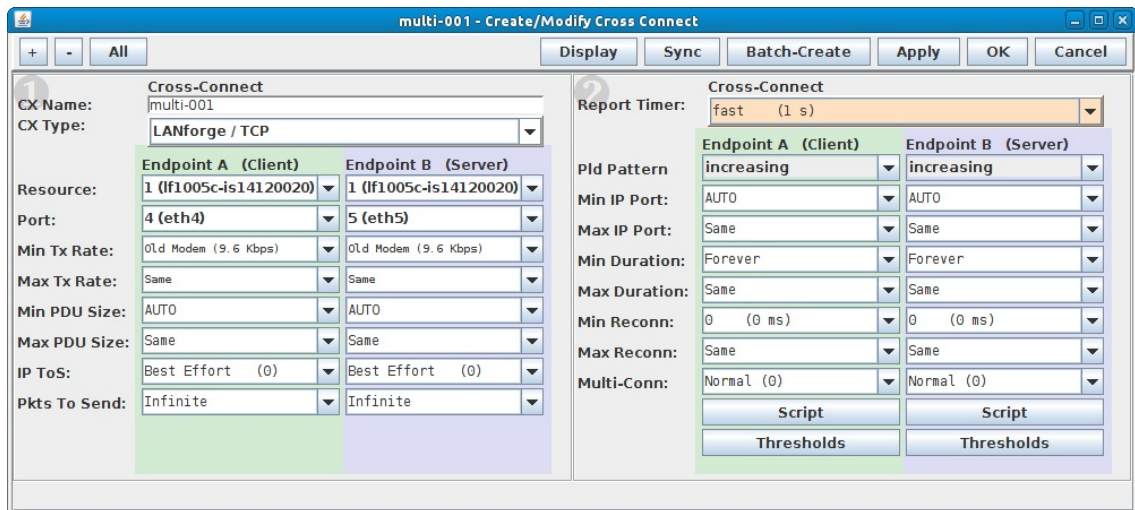 multi-001 - Create/Modify Cross Connect
+ - All Display Sync Batch-Create Apply OK Cancel
1
Cross-Connect
CX Name: multi-001
CX Type: LANforge / TCP
Endpoint A (Client) Endpoint B (Server)
Resource: 1 (lf1005c-is14120020) 1 (lf1005c-is14120020)
Port: 4 (eth4) 5 (eth5)
Min Tx Rate: Old Modem (9.6 Kbps) Old Modem (9.6 Kbps)
Max Tx Rate: Same Same
Min PDU Size: AUTO AUTO
Max PDU Size: Same Same
IP ToS: Best Effort (0) Best Effort (0)
Pkts To Send: Infinite Infinite
2
Cross-Connect
Report Timer: fast (1 s)
Endpoint A (Client) Endpoint B (Server)
Pld Pattern increasing increasing
Min IP Port: AUTO AUTO
Max IP Port: Same Same
Min Duration: Forever Forever
Max Duration: Same Same
Min Reconn: 0 (0 ms) 0 (0 ms)
Max Reconn: Same Same
Multi-Conn: Normal (0) Normal (0)
Script Script
Thresholds Thresholds